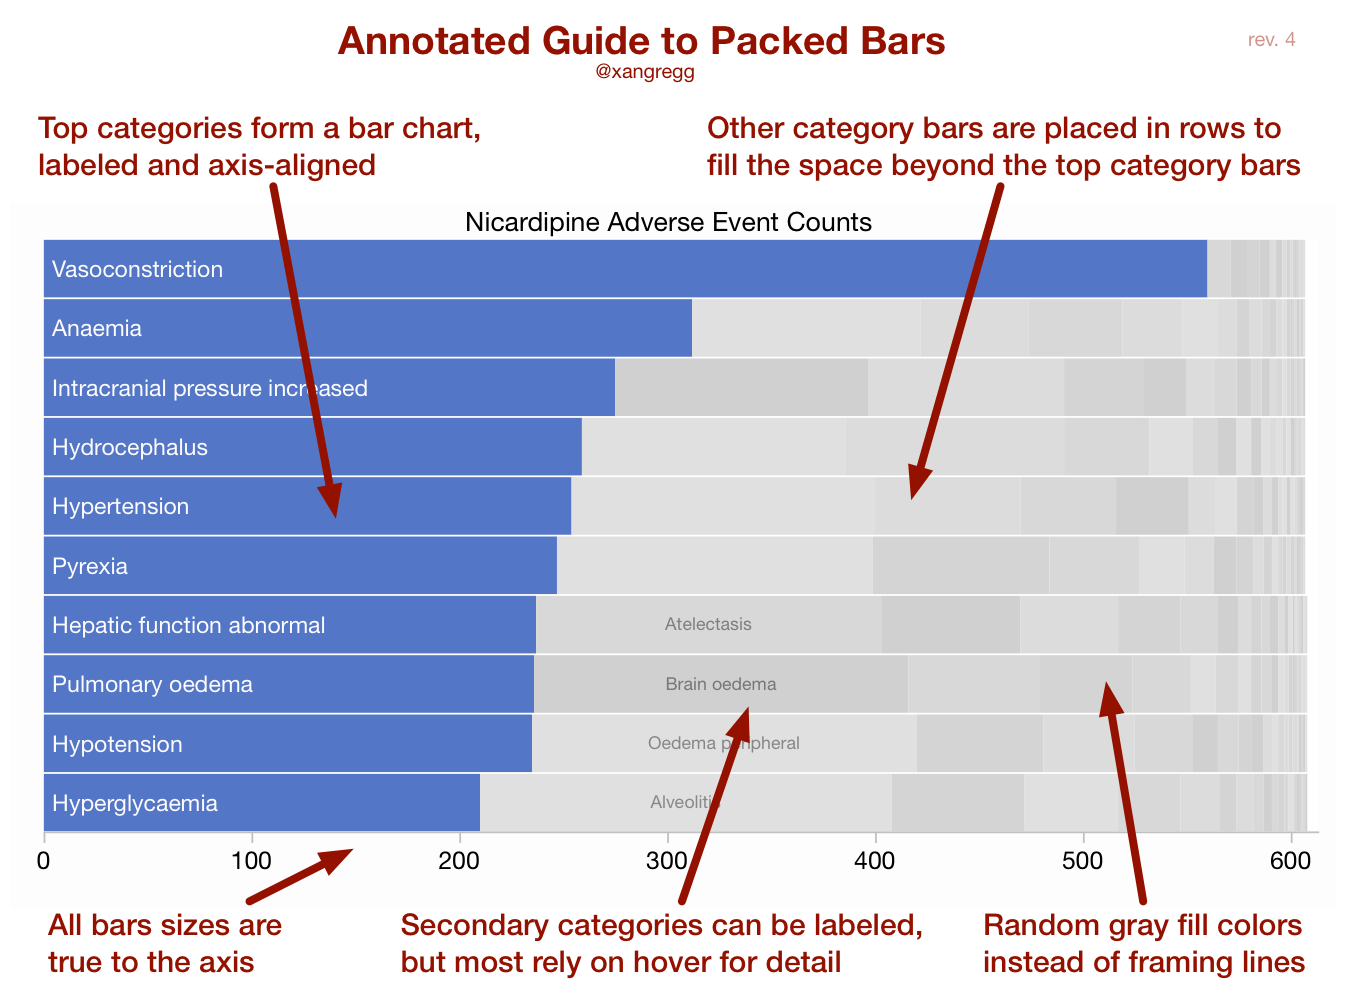 Annotated Guide to Packed Bars
rev. 4
@xangregg
Top categories form a bar chart,
labeled and axis-aligned
Other category bars are placed in rows to
fill the space beyond the top category bars
Nicardipine Adverse Event Counts
Vasoconstriction
Anaemia
Intracranial pressure increased
Hydrocephalus
Hypertension
Pyrexia
Hepatic function abnormal
Atelectasis
Pulmonary oedema
Brain oedema
Hypotension
Oedema peripheral
Hyperglycaemia
Alveolitis
0 100 200 300 400 500 600
All bars sizes are
true to the axis
Secondary categories can be labeled,
but most rely on hover for detail
Random gray fill colors
instead of framing lines